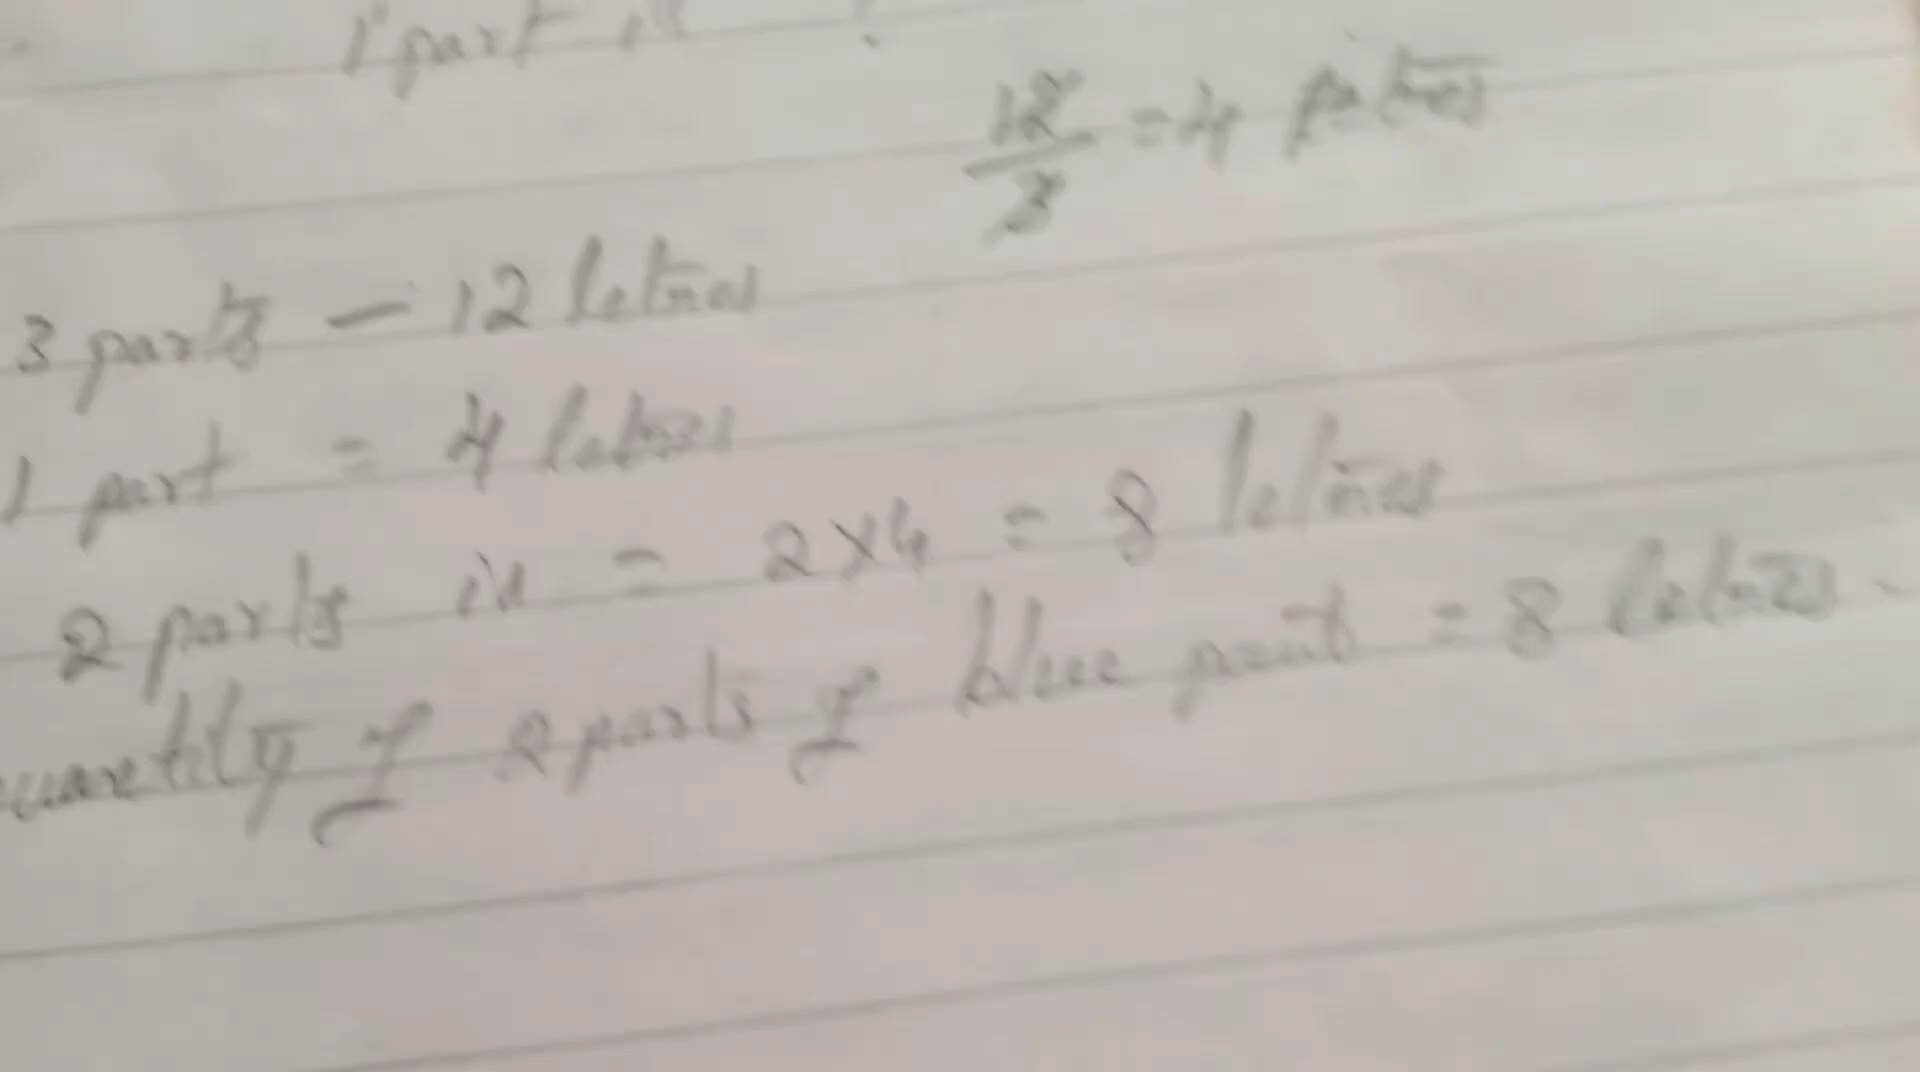 1 part is ?
12/3 = 4 litres
3 parts — 12 litres
1 part = 4 litres
2 parts is = 2 x 4 = 8 litres
quantity of 2 parts of blue paint = 8 litres.